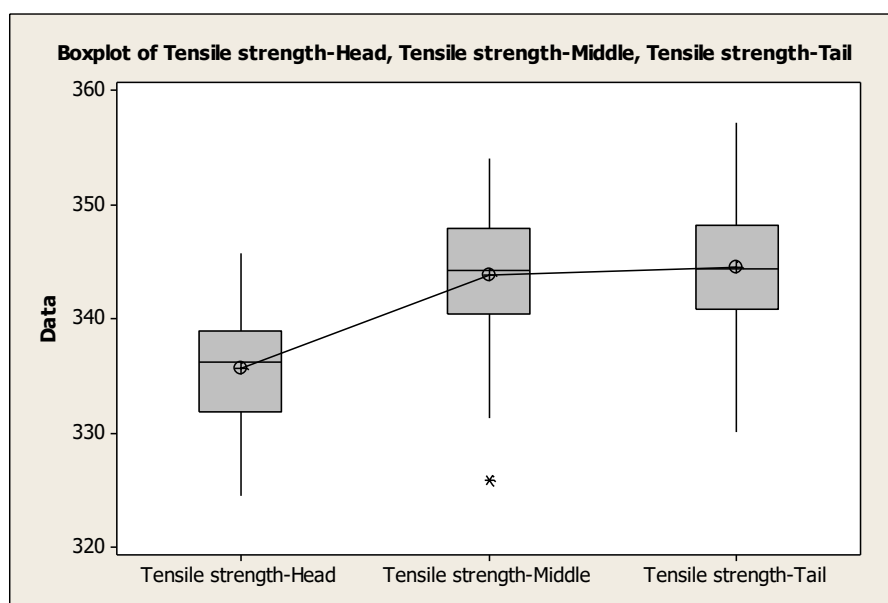 Boxplot of Tensile strength-Head, Tensile strength-Middle, Tensile strength-Tail
360
350
340
330
320
Data
Tensile strength-Head
Tensile strength-Middle
Tensile strength-Tail